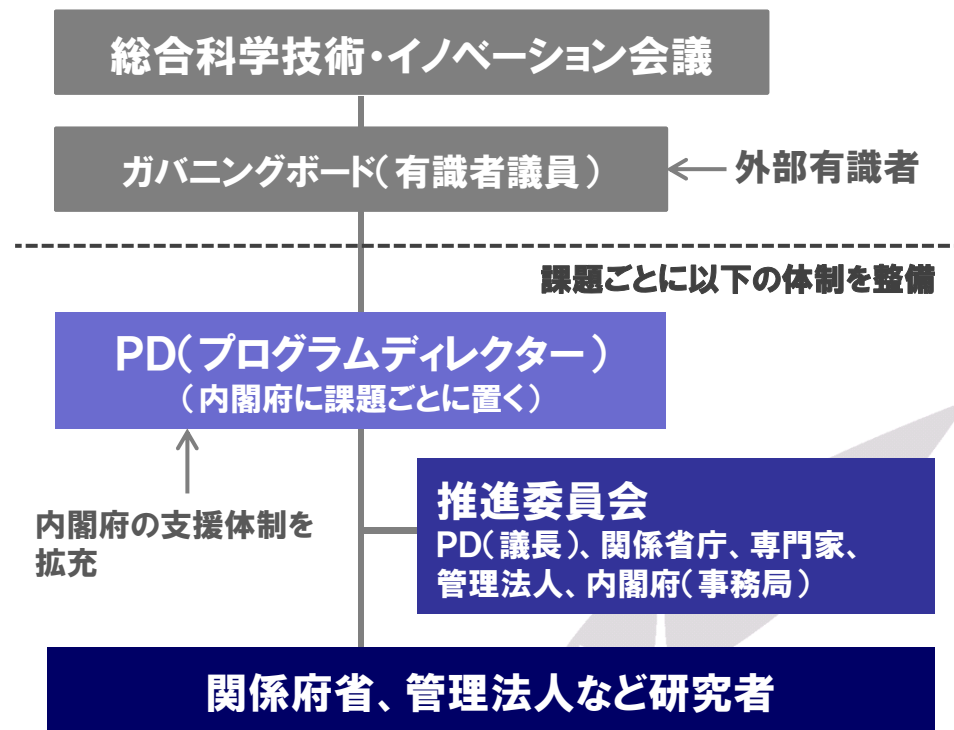 総合科学技術・イノベーション会議
ガバニングボード(有識者議員)
外部有識者
課題ごとに以下の体制を整備
PD(プログラムディレクター)
(内閣府に課題ごとに置く)
内閣府の支援体制を
拡充
推進委員会
PD(議長)、関係省庁、専門家、
管理法人、内閣府(事務局)
関係府省、管理法人など研究者